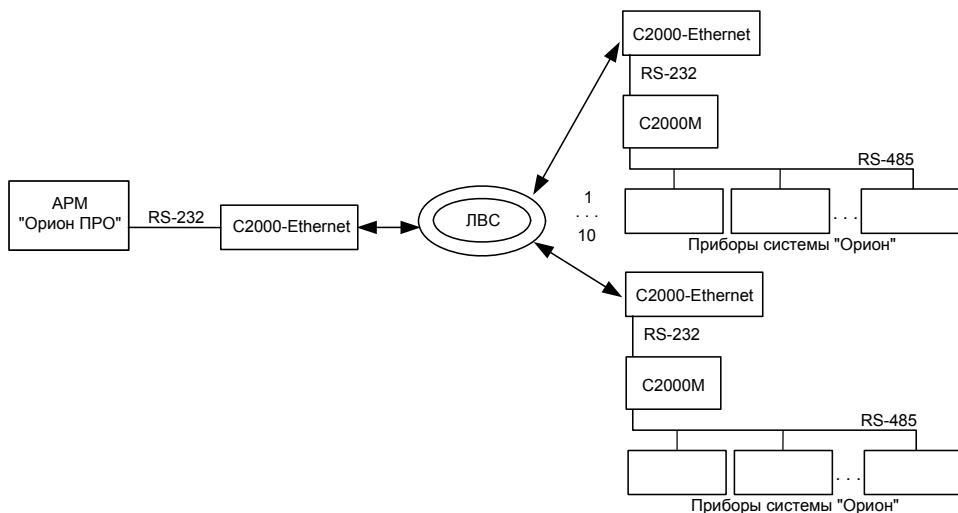 С2000-Ethernet
RS-232
С2000М
RS-485
АРМ
"Орион ПРО"
RS-232
С2000-Ethernet
ЛВС
1
. . .
10
. . .
Приборы системы "Орион"
С2000-Ethernet
RS-232
С2000М
RS-485
. . .
Приборы системы "Орион"